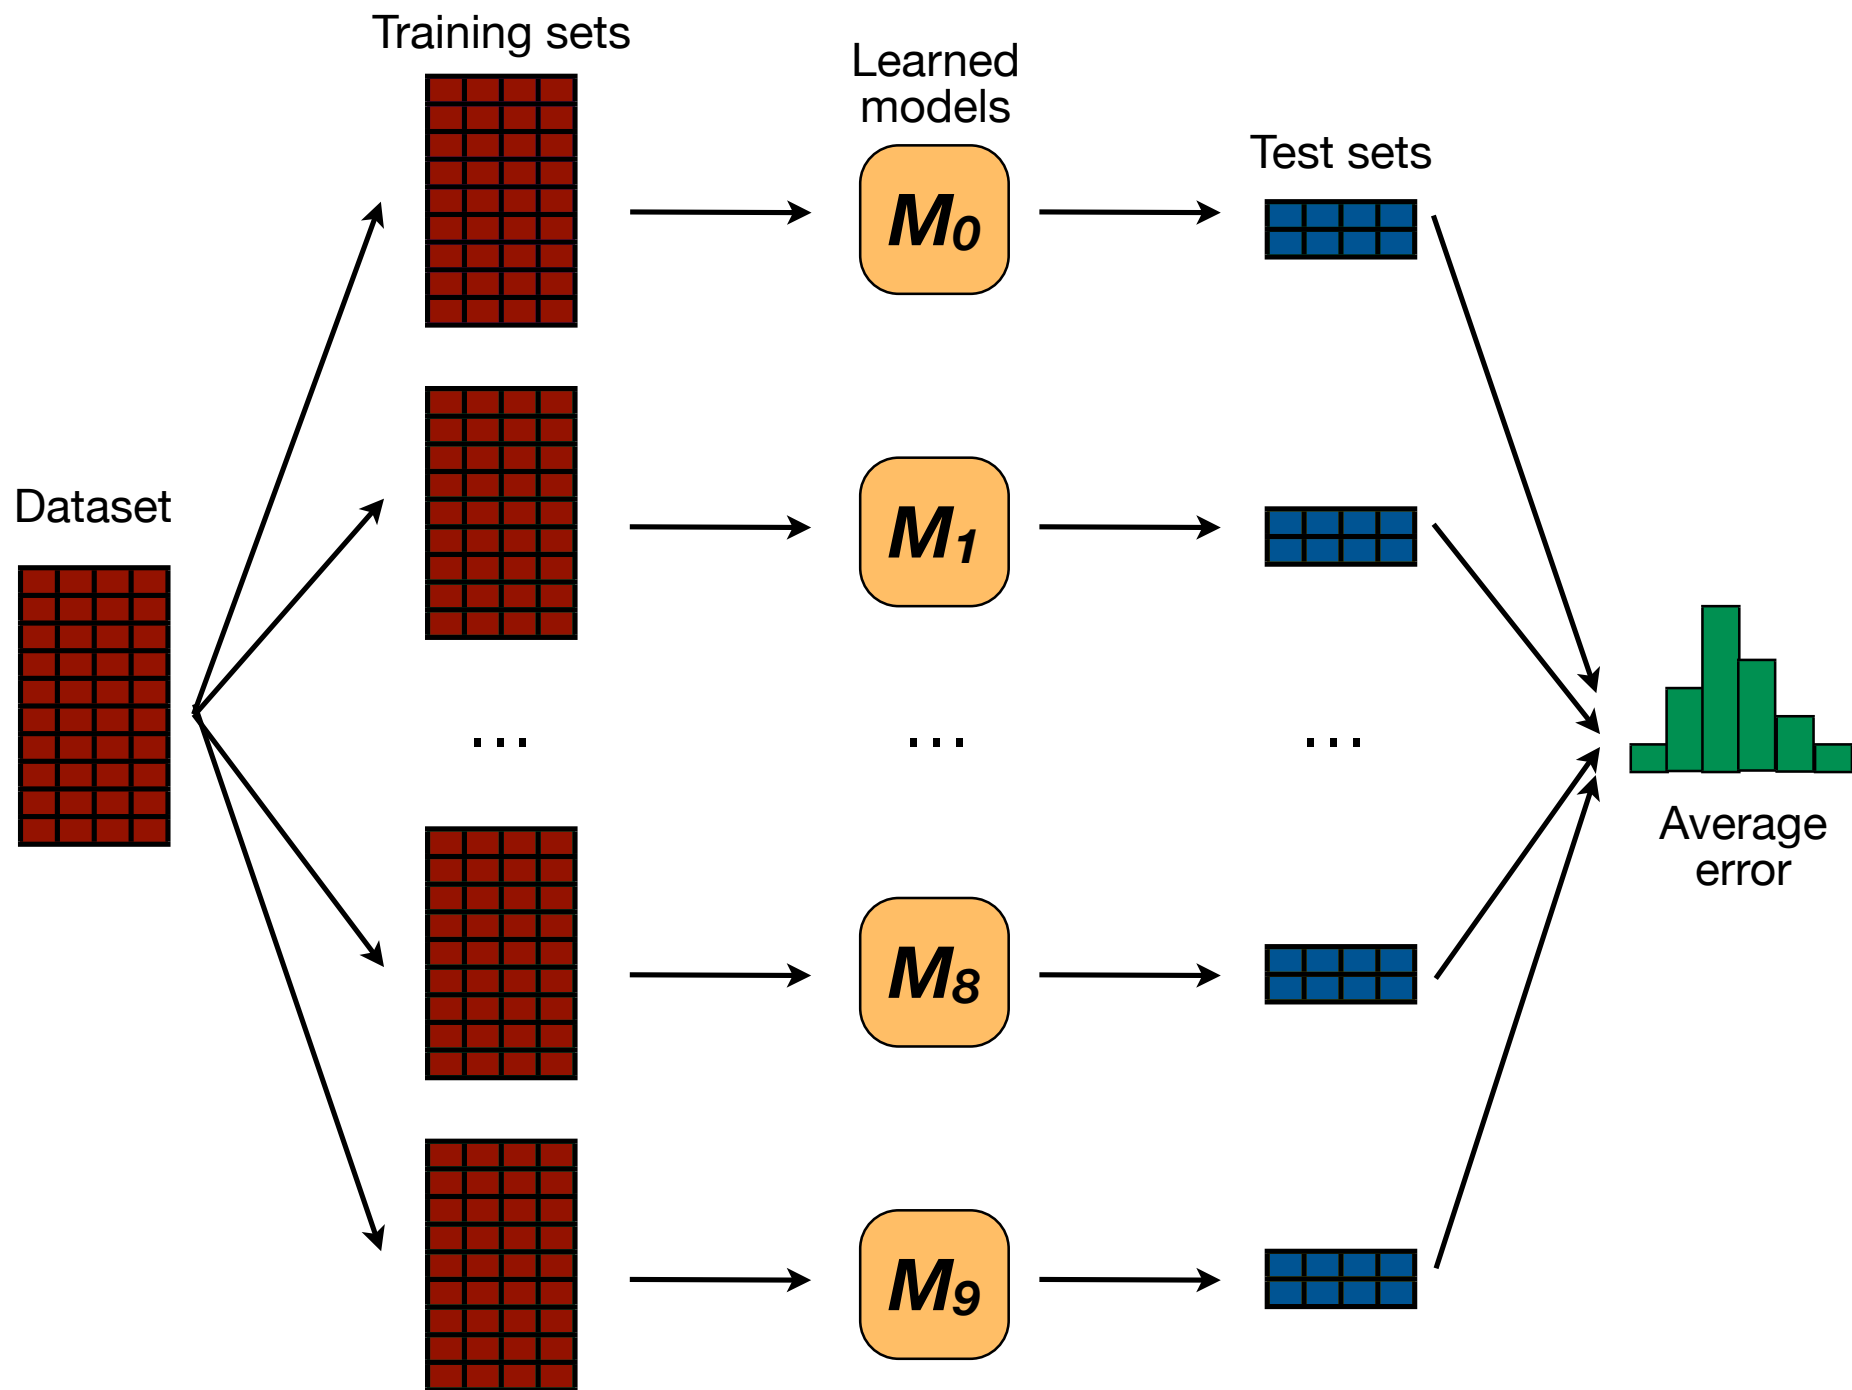 Training sets
Learned
models
Test sets
M0
Dataset
M1
... ... ...
Average
error
M8
M9